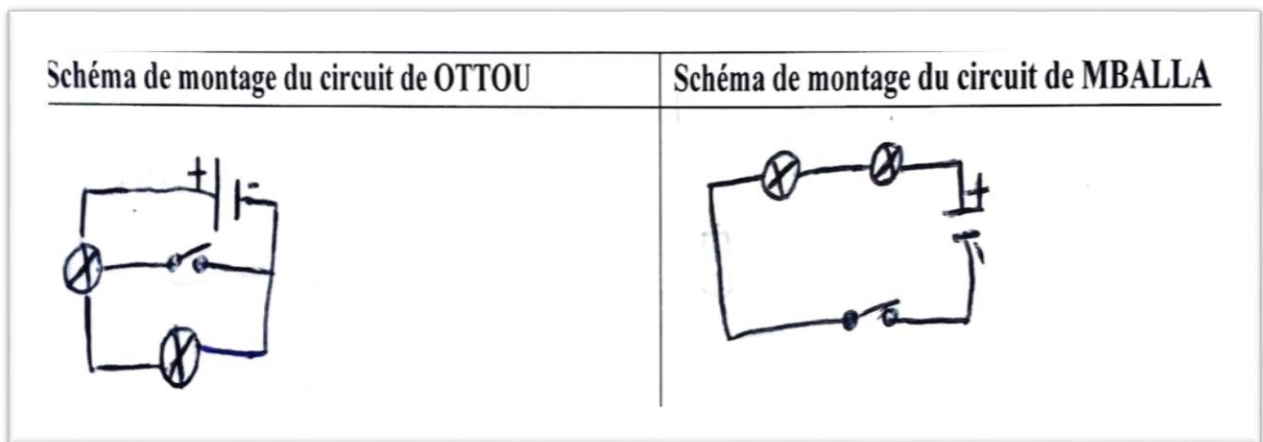 Schéma de montage du circuit de OTTOU
Schéma de montage du circuit de MBALLA
+ -
+
-